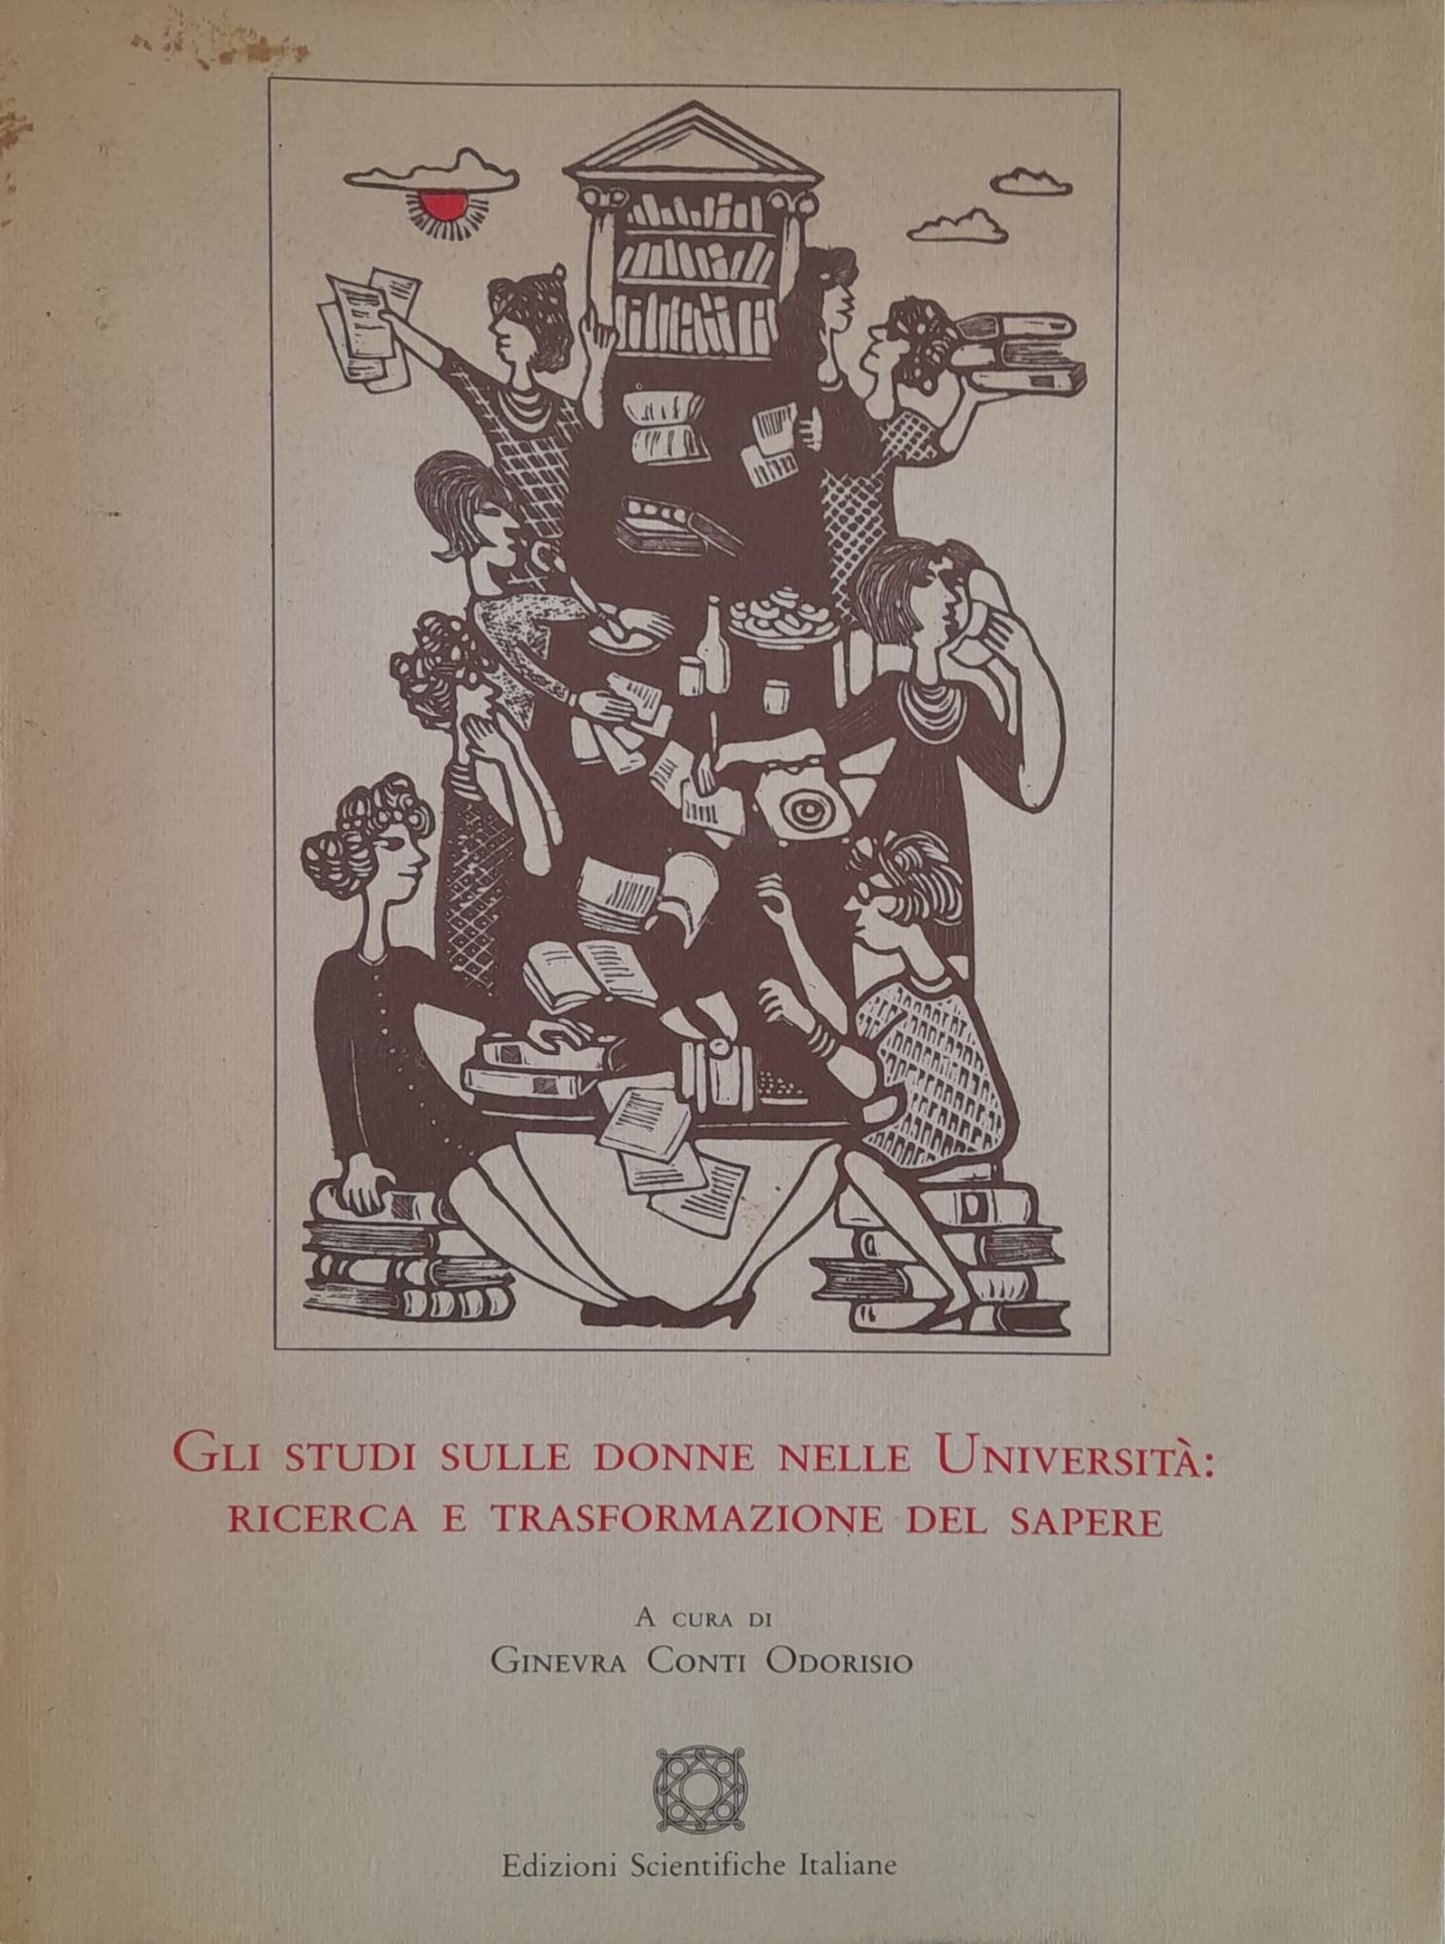 Gli studi sulle donne nelle Università:
ricerca e trasformazione del sapere
A cura di
Ginevra Conti Odorisio
Edizioni Scientifiche Italiane